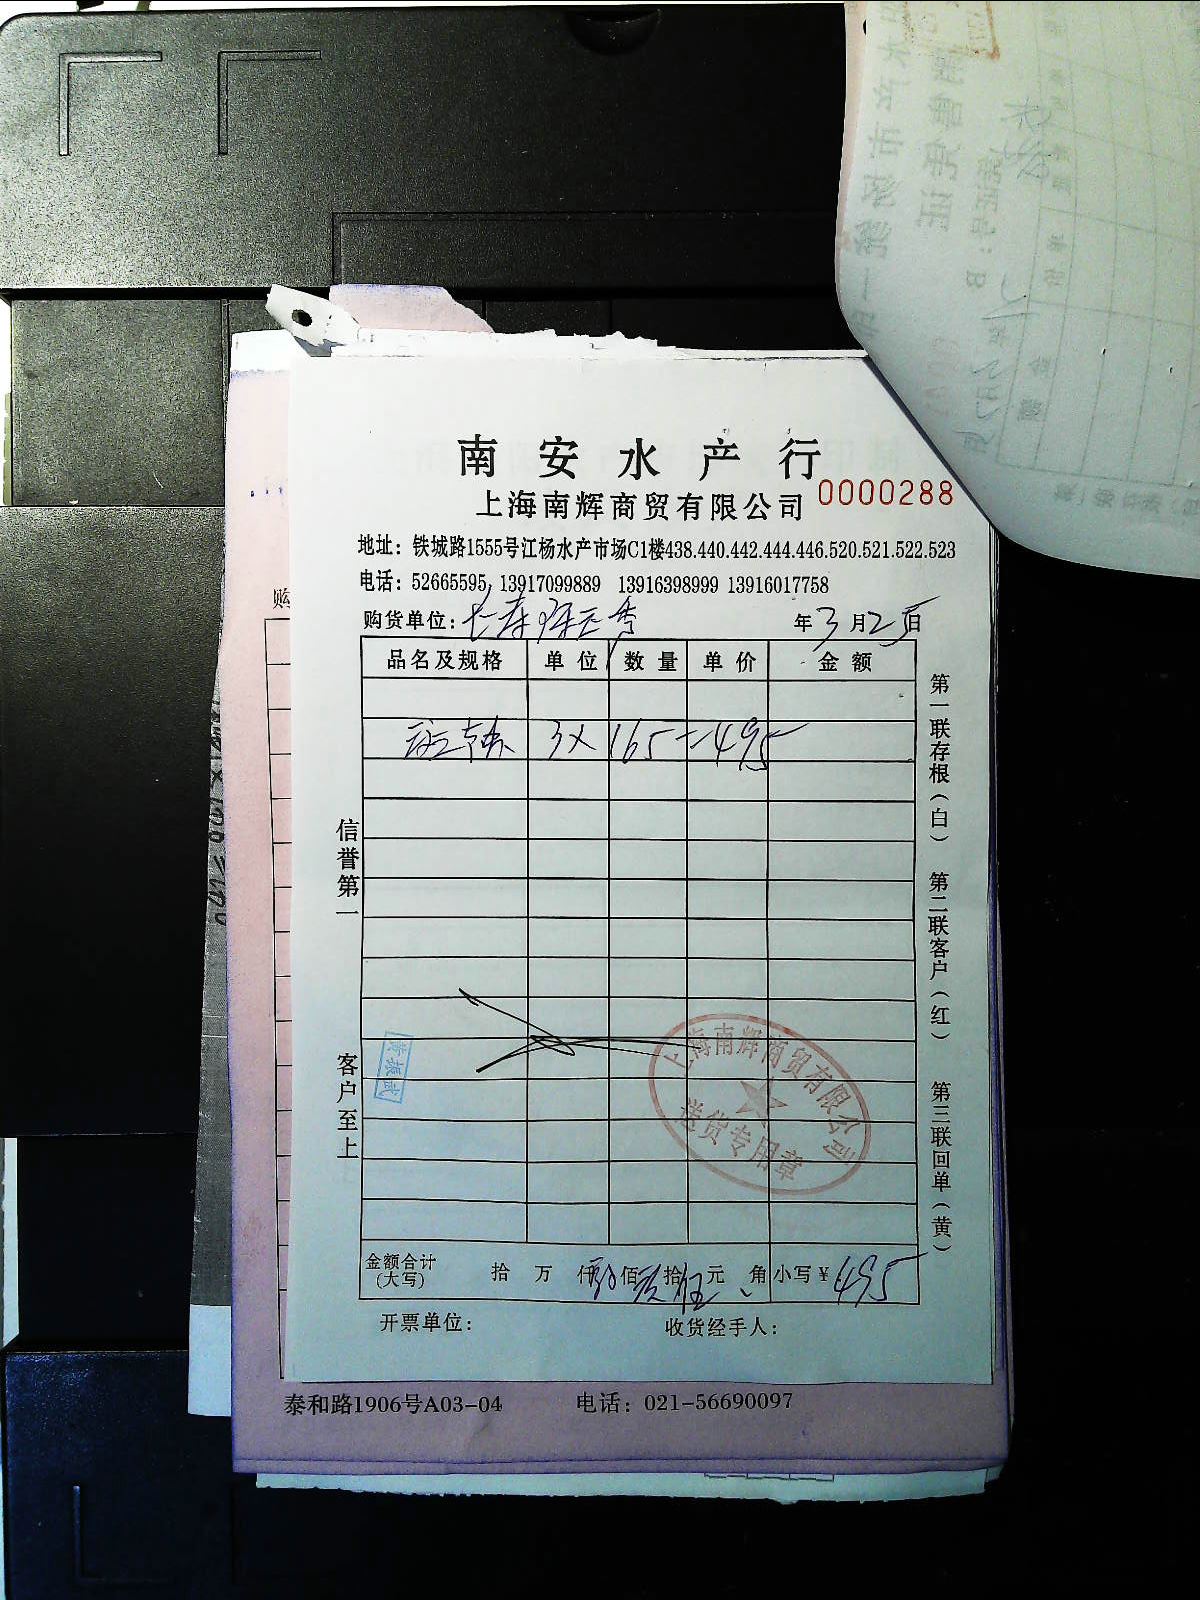 南安水产行
上海南辉商贸有限公司 0000288
地址：铁城路1555号江杨水产市场C1楼438.440.442.444.446.520.521.522.523
电话：52665595, 13917099889 13916398999 13916017758
购货单位： 年3月25日
品名及规格 单位 数量 单价 金额
3X 165=495
信誉第一
客户至上
第一联存根（白）
第二联客户（红）
第三联回单（黄）
上海南辉商贸有限公司
送货专用章
黄振武
金额合计
（大写） 拾 万 仟 佰 拾伍元 角 小写￥495
开票单位： 收货经手人：
泰和路1906号A03-04 电话：021-56690097